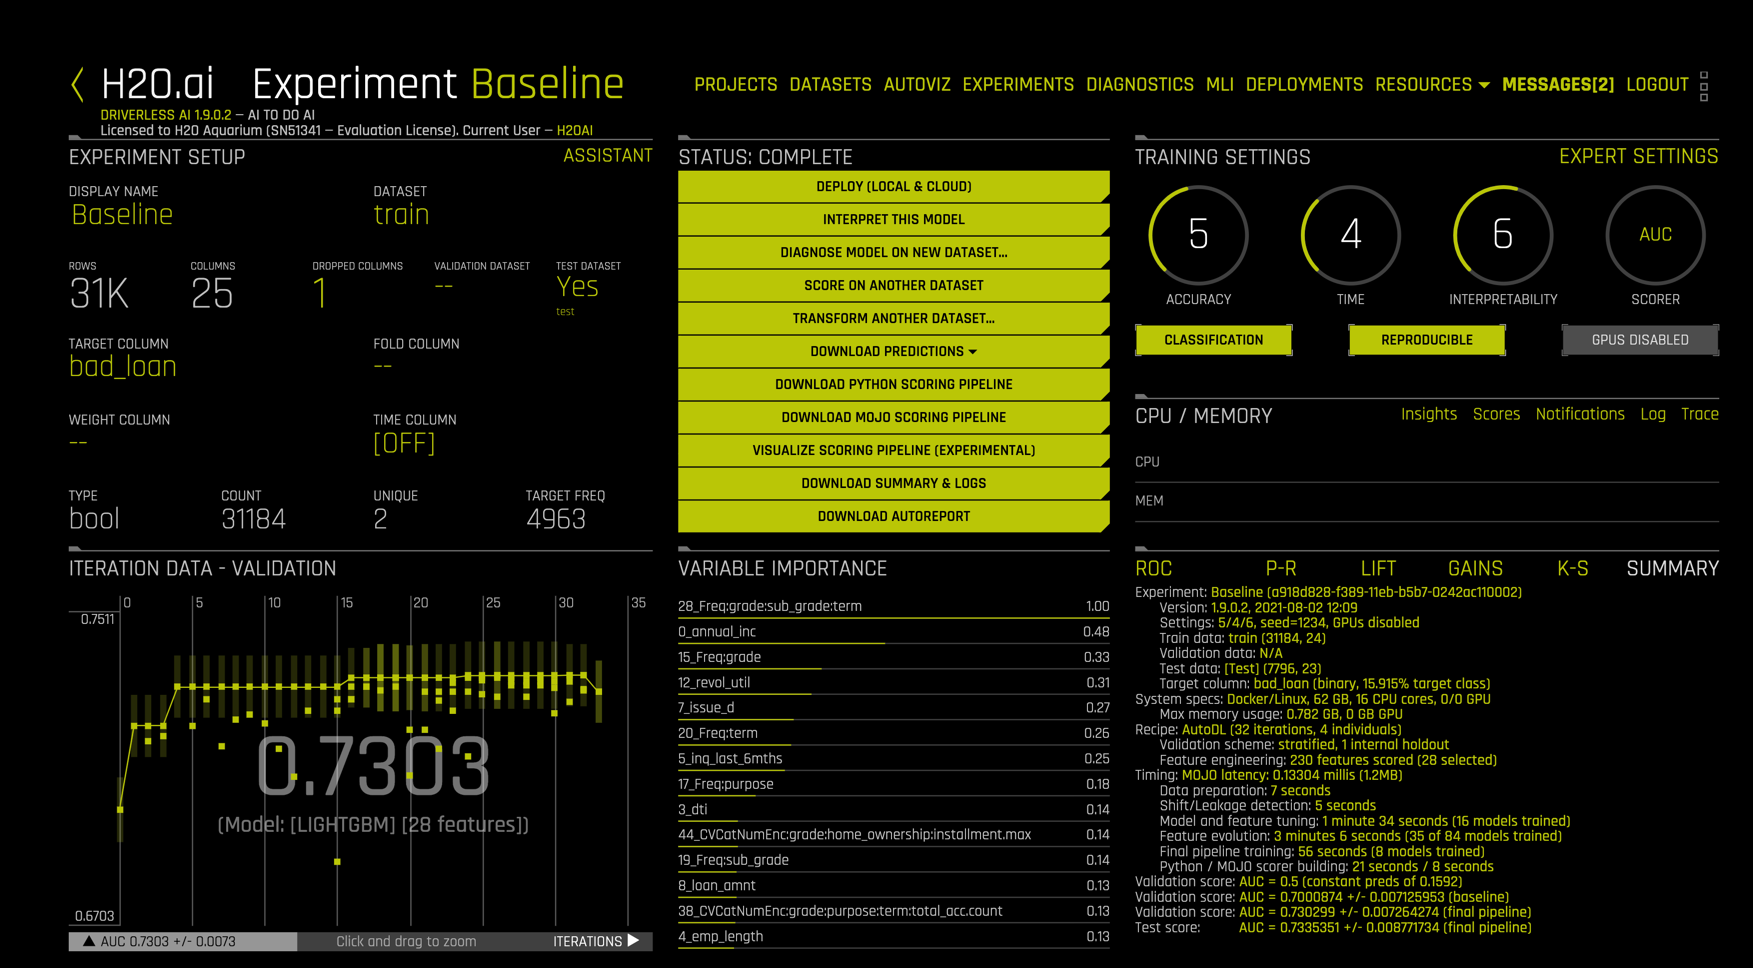 H2O.ai Experiment Baseline
DRIVERLESS AI 1.9.0.2 – AI TO DO AI
Licensed to H2O Aquarium (SN51341 – Evaluation License). Current User – H2OAI
PROJECTS DATASETS AUTOVIZ EXPERIMENTS DIAGNOSTICS MLI DEPLOYMENTS RESOURCES MESSAGES[2] LOGOUT
EXPERIMENT SETUP ASSISTANT
DISPLAY NAME DATASET
Baseline train
ROWS COLUMNS DROPPED COLUMNS VALIDATION DATASET TEST DATASET
31K 25 1 -- Yes
test
TARGET COLUMN FOLD COLUMN
bad_loan --
WEIGHT COLUMN TIME COLUMN
-- [OFF]
TYPE COUNT UNIQUE TARGET FREQ
bool 31184 2 4963
STATUS: COMPLETE
DEPLOY (LOCAL & CLOUD)
INTERPRET THIS MODEL
DIAGNOSE MODEL ON NEW DATASET...
SCORE ON ANOTHER DATASET
TRANSFORM ANOTHER DATASET...
DOWNLOAD PREDICTIONS
DOWNLOAD PYTHON SCORING PIPELINE
DOWNLOAD MOJO SCORING PIPELINE
VISUALIZE SCORING PIPELINE (EXPERIMENTAL)
DOWNLOAD SUMMARY & LOGS
DOWNLOAD AUTOREPORT
TRAINING SETTINGS EXPERT SETTINGS
5 4 6 AUC
ACCURACY TIME INTERPRETABILITY SCORER
CLASSIFICATION REPRODUCIBLE GPUS DISABLED
CPU / MEMORY Insights Scores Notifications Log Trace
CPU
MEM
ITERATION DATA - VALIDATION
0 5 10 15 20 25 30 35
0.7511
0.7303
(Model: [LIGHTGBM] [28 features])
0.6703
AUC 0.7303 +/- 0.0073 Click and drag to zoom ITERATIONS
VARIABLE IMPORTANCE
28_Freq:grade:sub_grade:term 1.00
0_annual_inc 0.48
15_Freq:grade 0.33
12_revol_util 0.31
7_issue_d 0.27
20_Freq:term 0.26
5_inq_last_6mths 0.25
17_Freq:purpose 0.18
3_dti 0.14
44_CVCatNumEnc:grade:home_ownership:installment.max 0.14
19_Freq:sub_grade 0.14
8_loan_amnt 0.13
38_CVCatNumEnc:grade:purpose:term:total_acc.count 0.13
4_emp_length 0.13
ROC P-R LIFT GAINS K-S SUMMARY
Experiment: Baseline (a918d828-f389-11eb-b5b7-0242ac110002)
Version: 1.9.0.2, 2021-08-02 12:09
Settings: 5/4/6, seed=1234, GPUs disabled
Train data: train (31184, 24)
Validation data: N/A
Test data: [Test] (7796, 23)
Target column: bad_loan (binary, 15.915% target class)
System specs: Docker/Linux, 62 GB, 16 CPU cores, 0/0 GPU
Max memory usage: 0.782 GB, 0 GB GPU
Recipe: AutoDL (32 iterations, 4 individuals)
Validation scheme: stratified, 1 internal holdout
Feature engineering: 230 features scored (28 selected)
Timing: MOJO latency: 0.13304 millis (1.2MB)
Data preparation: 7 seconds
Shift/Leakage detection: 5 seconds
Model and feature tuning: 1 minute 34 seconds (16 models trained)
Feature evolution: 3 minutes 6 seconds (35 of 84 models trained)
Final pipeline training: 56 seconds (8 models trained)
Python / MOJO scorer building: 21 seconds / 8 seconds
Validation score: AUC = 0.5 (constant preds of 0.1592)
Validation score: AUC = 0.7000874 +/- 0.007125953 (baseline)
Validation score: AUC = 0.730299 +/- 0.007264274 (final pipeline)
Test score: AUC = 0.7335351 +/- 0.008771734 (final pipeline)